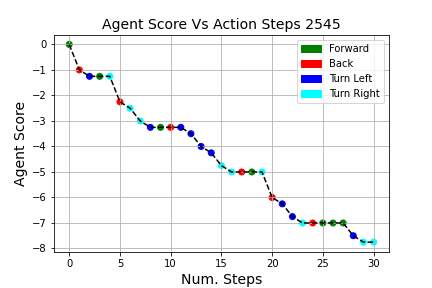 Agent Score Vs Action Steps 2545
Agent Score
0
−1
−2
−3
−4
−5
−6
−7
−8
Forward
Back
Turn Left
Turn Right
0 5 10 15 20 25 30
Num. Steps